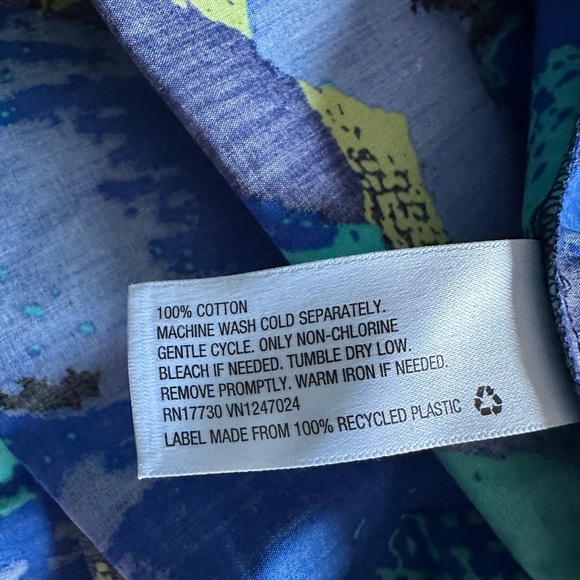 100% COTTON
MACHINE WASH COLD SEPARATELY.
GENTLE CYCLE. ONLY NON-CHLORINE
BLEACH IF NEEDED. TUMBLE DRY LOW.
REMOVE PROMPTLY. WARM IRON IF NEEDED.
RN17730 VN1247024
LABEL MADE FROM 100% RECYCLED PLASTIC